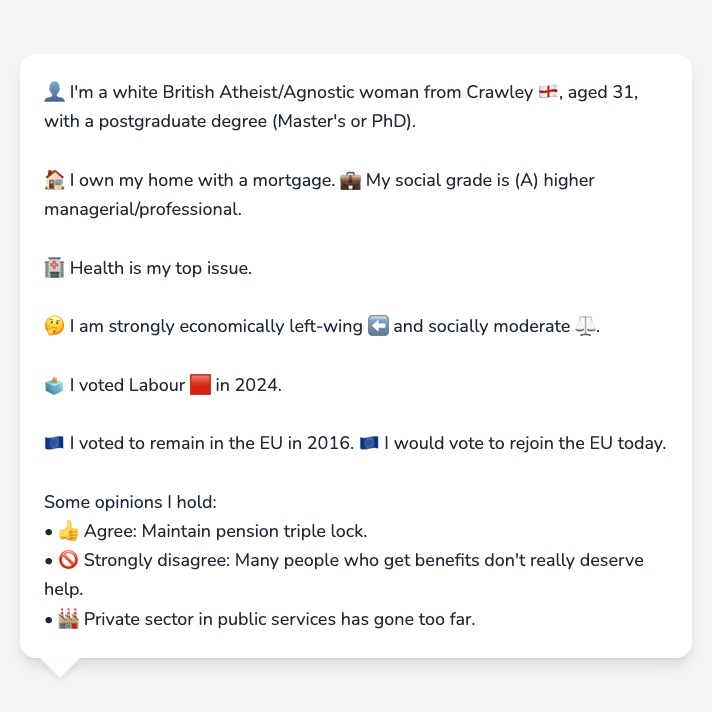 👤 I'm a white British Atheist/Agnostic woman from Crawley 🏴󠁧󠁢󠁥󠁮󠁧󠁿, aged 31,
with a postgraduate degree (Master's or PhD).
🏠 I own my home with a mortgage. 💼 My social grade is (A) higher
managerial/professional.
🏥 Health is my top issue.
🤔 I am strongly economically left-wing ⬅️ and socially moderate ⚖️.
🗳️ I voted Labour 🟥 in 2024.
🇪🇺 I voted to remain in the EU in 2016. 🇪🇺 I would vote to rejoin the EU today.
Some opinions I hold:
• 👍 Agree: Maintain pension triple lock.
• 🚫 Strongly disagree: Many people who get benefits don't really deserve
help.
• 🏭 Private sector in public services has gone too far.